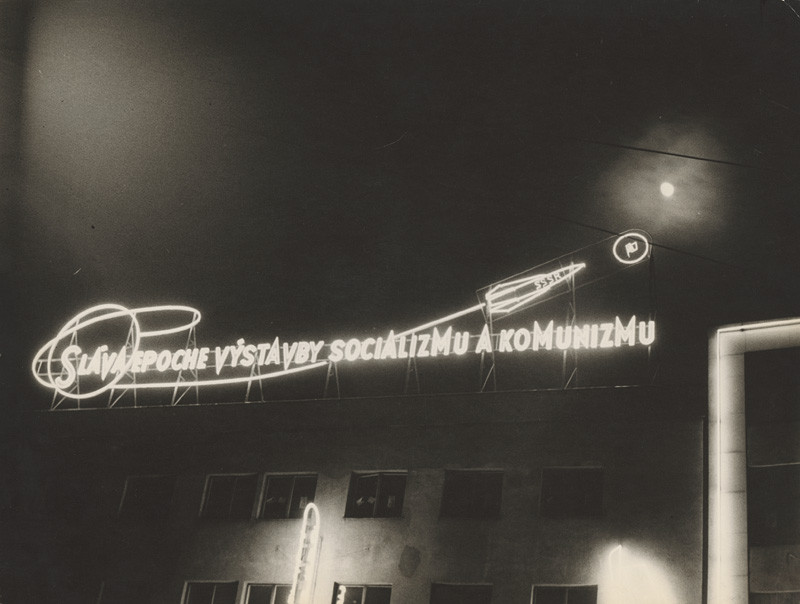 SLÁVA EPOCHE VÝSTAVBY SOCIALIZMU A KOMUNIZMU
SSSR